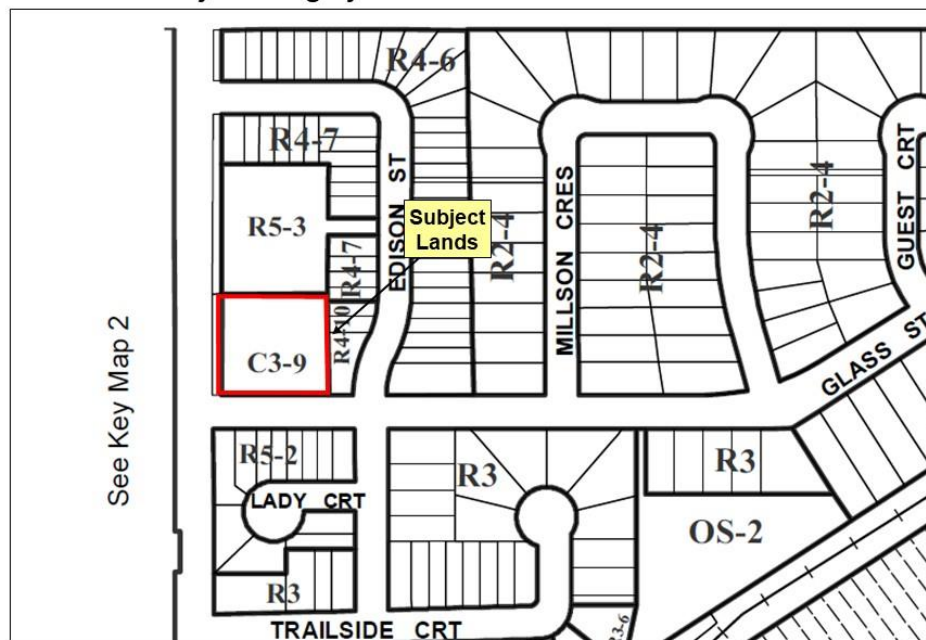 R4-6
R4-7
R5-3
EDISON ST
Subject
Lands
R2-4
MILLSON CRES
R2-4
R2-4
GUEST CRT
R4-7
R4-10
C3-9
GLASS ST
See Key Map 2
R5-2
LADY CRT
R3
R3
OS-2
R3
TRAILSIDE CRT